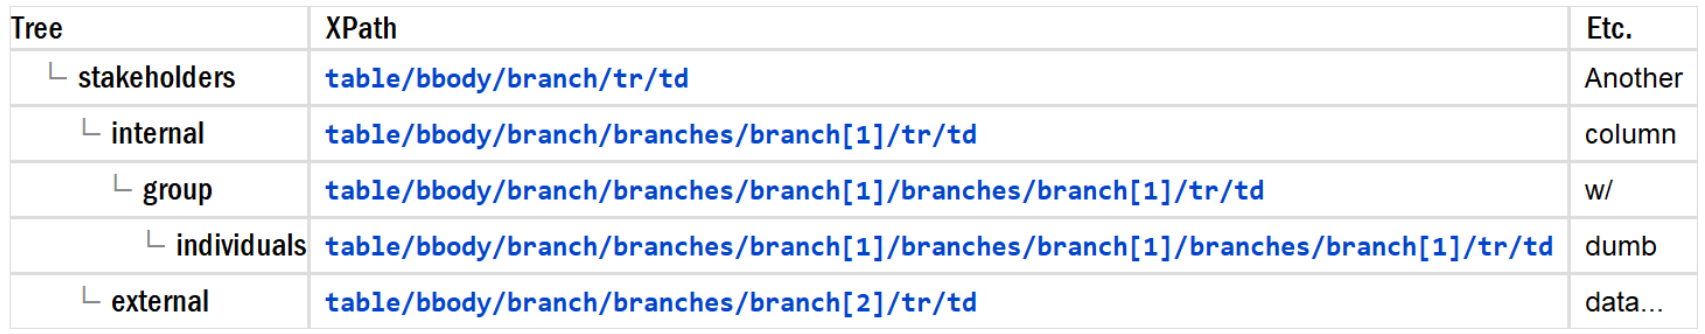 Tree XPath Etc.
stakeholders table/bbody/branch/tr/td Another
internal table/bbody/branch/branches/branch[1]/tr/td column
group table/bbody/branch/branches/branch[1]/branches/branch[1]/tr/td w/
individuals table/bbody/branch/branches/branch[1]/branches/branch[1]/branches/branch[1]/tr/td dumb
external table/bbody/branch/branches/branch[2]/tr/td data...